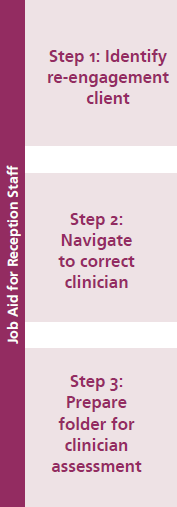 Job Aid for Reception Staff
Step 1: Identify
re-engagement
client
Step 2:
Navigate
to correct
clinician
Step 3:
Prepare
folder for
clinician
assessment